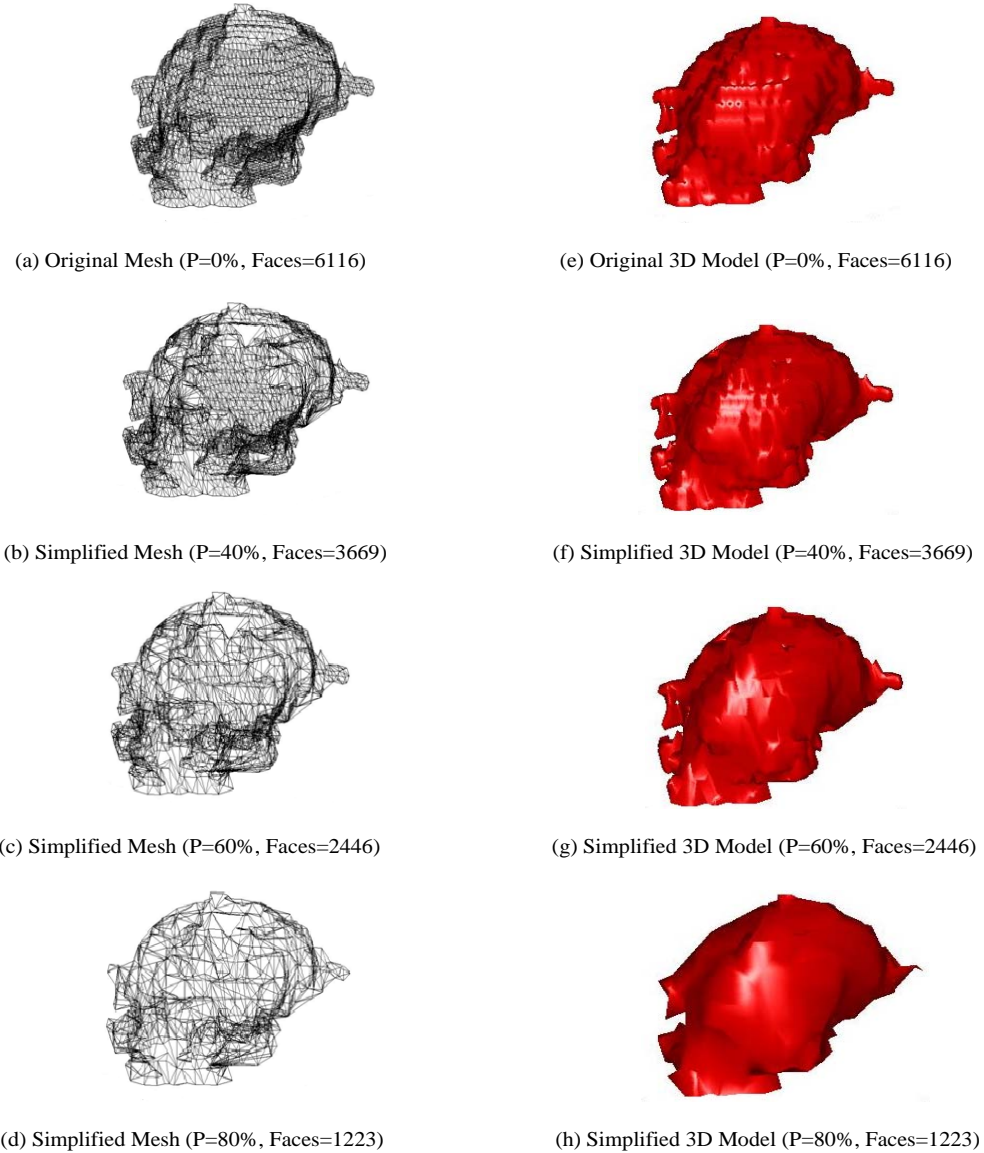 (a) Original Mesh (P=0%, Faces=6116)
(e) Original 3D Model (P=0%, Faces=6116)
(b) Simplified Mesh (P=40%, Faces=3669)
(f) Simplified 3D Model (P=40%, Faces=3669)
(c) Simplified Mesh (P=60%, Faces=2446)
(g) Simplified 3D Model (P=60%, Faces=2446)
(d) Simplified Mesh (P=80%, Faces=1223)
(h) Simplified 3D Model (P=80%, Faces=1223)